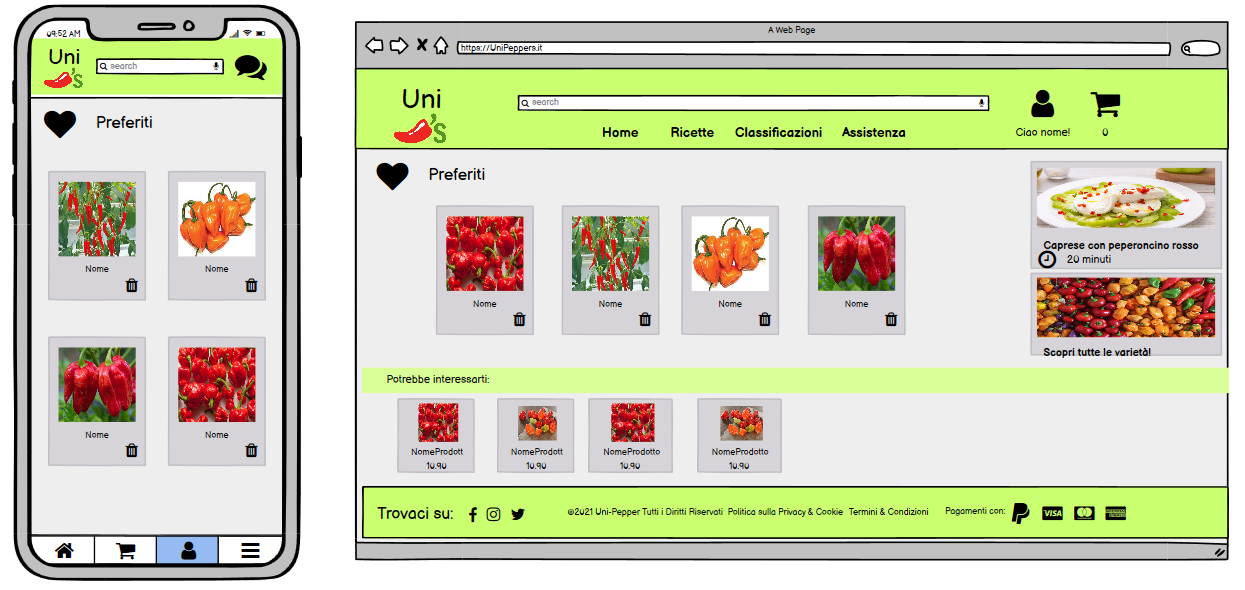 09:52 AM
Uni
's
search
Preferiti
Nome
Nome
Nome
Nome
A Web Page
https://UniPeppers.it
Uni
's
search
Home Ricette Classificazioni Assistenza
Ciao nome!
0
Preferiti
Nome
Nome
Nome
Nome
Caprese con peperoncino rosso
20 minuti
Scopri tutte le varietà!
Potrebbe interessarti:
NomeProdott
10,90
NomeProdott
10,90
NomeProdotto
10,90
NomeProdotto
10,90
Trovaci su:
©2021 Uni-Pepper Tutti i Diritti Riservati Politica sulla Privacy & Cookie Termini & Condizioni
Pagamenti con:
VISA